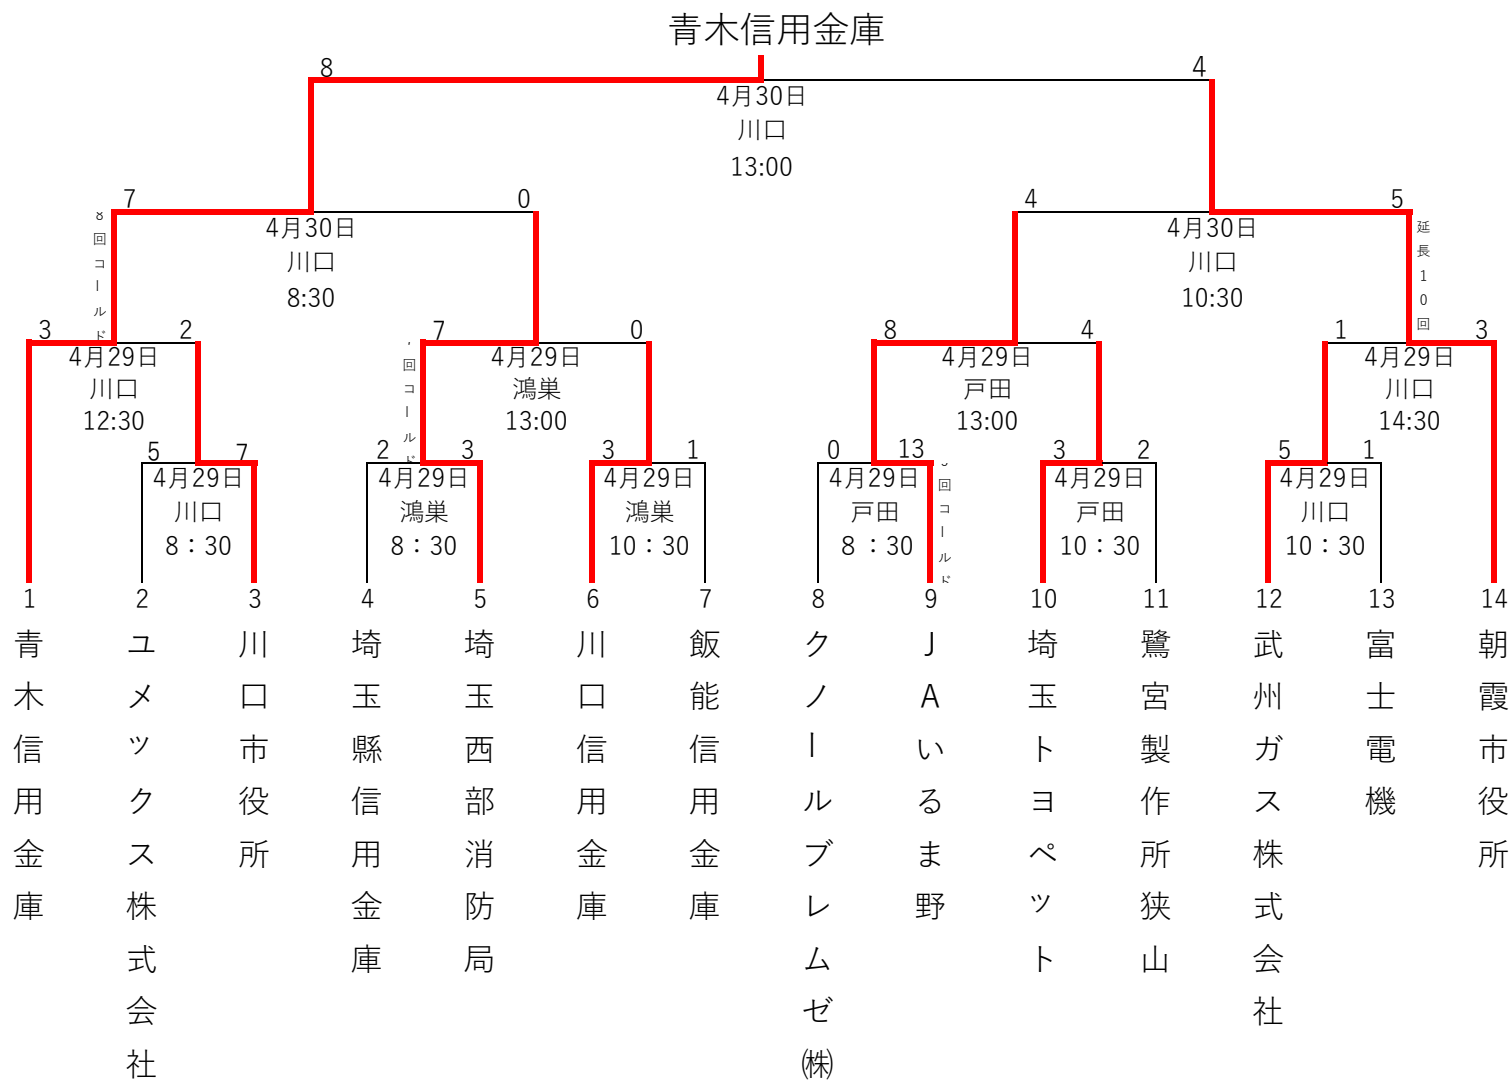 青木信用金庫
8
4
4月30日
川口
13:00
7
0
4
5
8回コールド
4月30日
川口
8:30
4月30日
川口
10:30
延長10回
3
2
7
0
8
4
1
3
4月29日
川口
12:30
回コールド
4月29日
鴻巣
13:00
4月29日
戸田
13:00
4月29日
川口
14:30
5
7
2
3
3
1
0
13
3
2
5
1
4月29日
川口
8：30
4月29日
鴻巣
8：30
4月29日
鴻巣
10：30
4月29日
戸田
8：30
回コールド
4月29日
戸田
10：30
4月29日
川口
10：30
1
2
3
4
5
6
7
8
9
10
11
12
13
14
青木信用金庫
ユメックス株式会社
川口市役所
埼玉縣信用金庫
埼玉西部消防局
川口信用金庫
飯能信用金庫
クノールブレムゼ㈱
JAいるま野
埼玉トヨペット
鷺宮製作所狭山
武州ガス株式会社
富士電機
朝霞市役所